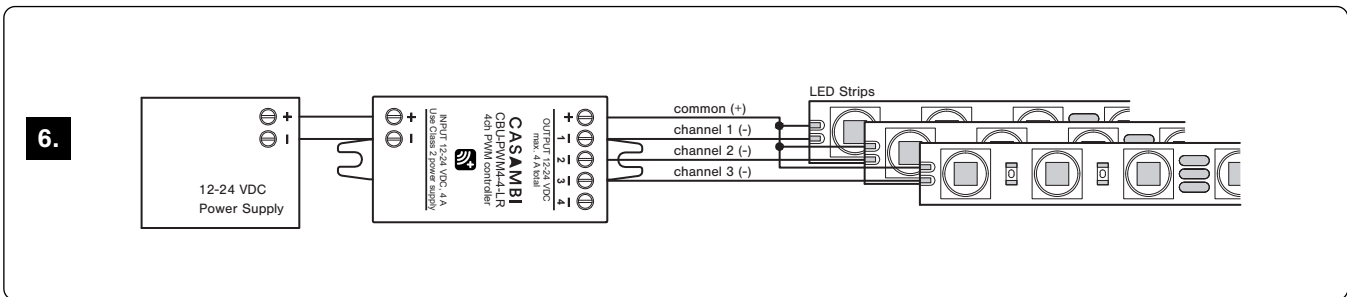 6.
+
-
12-24 VDC
Power Supply
+
-
INPUT 12-24 VDC, 4 A
Use Class 2 power supply
CASAMBI
CBU-PWM4-4-LR
4ch PWM controller
OUTPUT 12-24 VDC
max. 4 A total
+
1 -
2 -
3 -
4 -
common (+)
channel 1 (-)
channel 2 (-)
channel 3 (-)
LED Strips
0
0